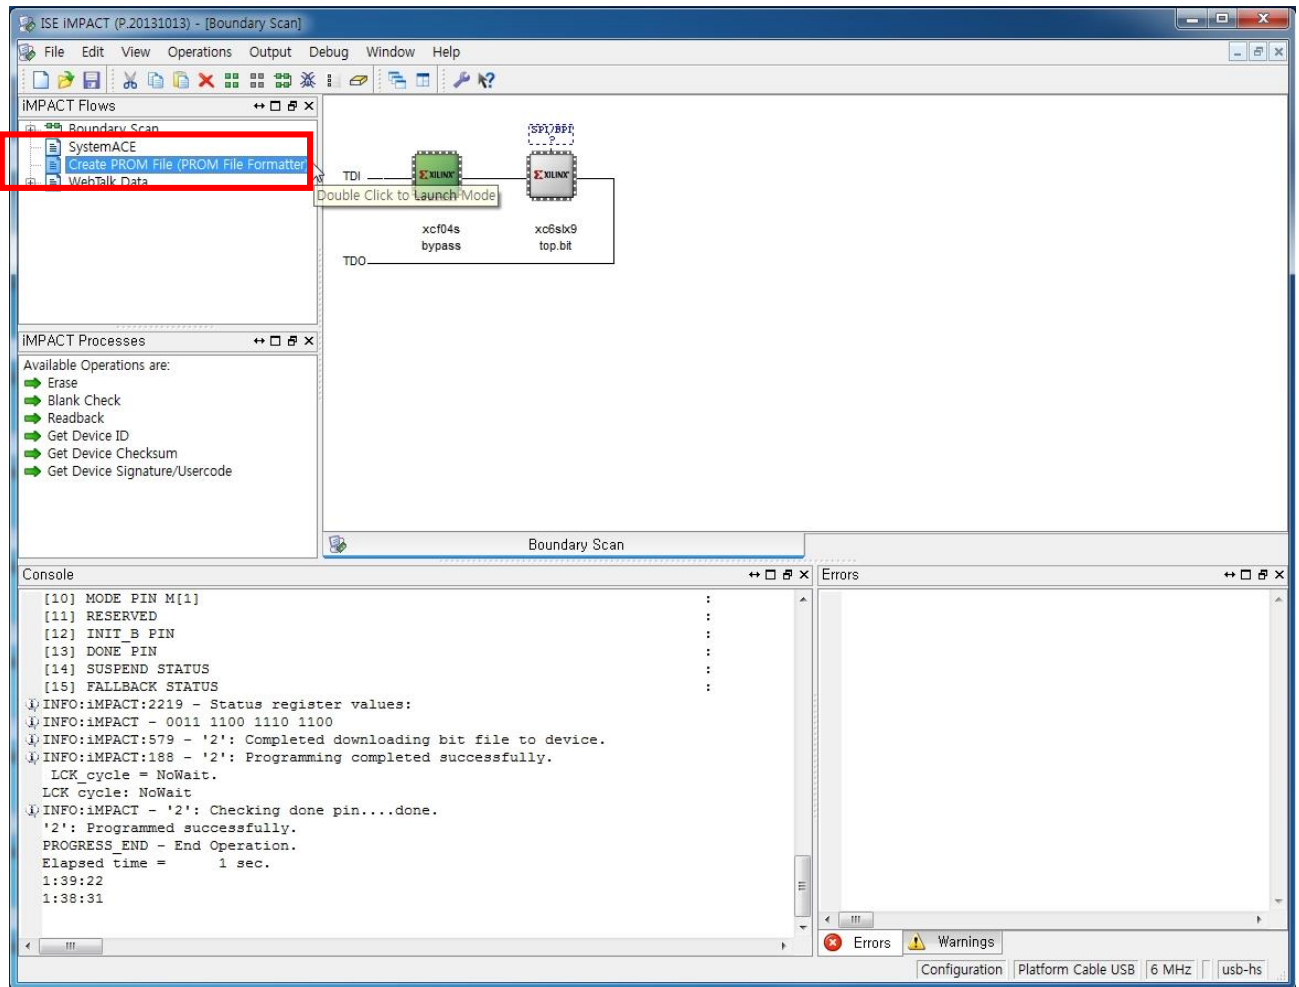 ISE iMPACT (P.20131013) - [Boundary Scan]
File Edit View Operations Output Debug Window Help
iMPACT Flows
Boundary Scan
SystemACE
Create PROM File (PROM File Formatter)
WebTalk Data
Double Click to Launch Mode
SPI/BPI
?
TDI
XILINX
XILINX
xcf04s
bypass
xc6slx9
top.bit
TDO
iMPACT Processes
Available Operations are:
Erase
Blank Check
Readback
Get Device ID
Get Device Checksum
Get Device Signature/Usercode
Boundary Scan
Console
[10] MODE PIN M[1] :
[11] RESERVED :
[12] INIT_B PIN :
[13] DONE PIN :
[14] SUSPEND STATUS :
[15] FALLBACK STATUS :
INFO:iMPACT:2219 - Status register values:
INFO:iMPACT - 0011 1100 1110 1100
INFO:iMPACT:579 - '2': Completed downloading bit file to device.
INFO:iMPACT:188 - '2': Programming completed successfully.
LCK_cycle = NoWait.
LCK cycle: NoWait
INFO:iMPACT - '2': Checking done pin....done.
'2': Programmed successfully.
PROGRESS_END - End Operation.
Elapsed time = 1 sec.
1:39:22
1:38:31
Errors
Errors Warnings
Configuration Platform Cable USB 6 MHz usb-hs